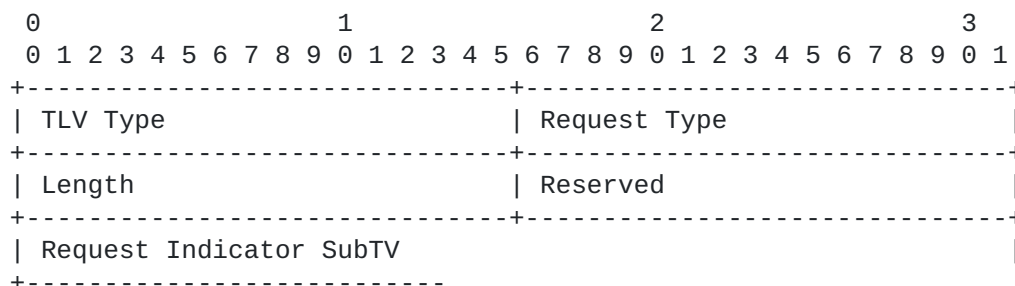 0                   1                   2                   3
 0 1 2 3 4 5 6 7 8 9 0 1 2 3 4 5 6 7 8 9 0 1 2 3 4 5 6 7 8 9 0 1
+-------------------------------+-------------------------------+
| TLV Type                      | Request Type                  |
+-------------------------------+-------------------------------+
| Length                        | Reserved                      |
+-------------------------------+-------------------------------+
| Request Indicator SubTV                                       |
+---------------------------